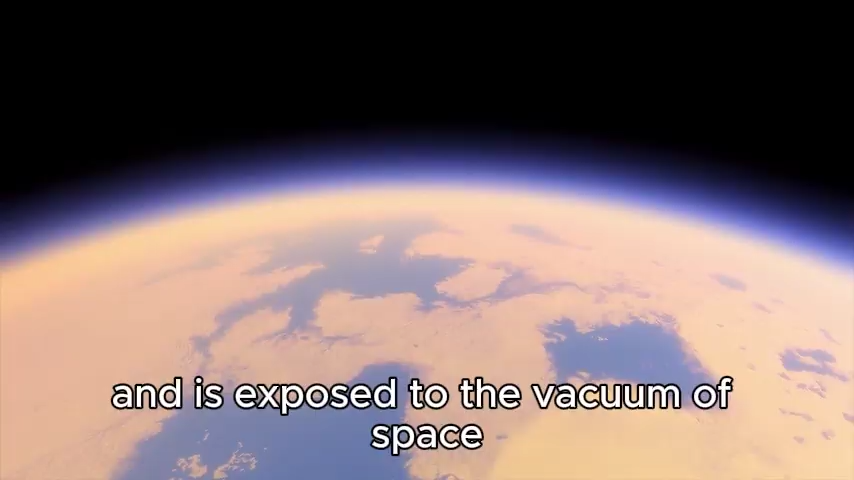 and is exposed to the vacuum of
space